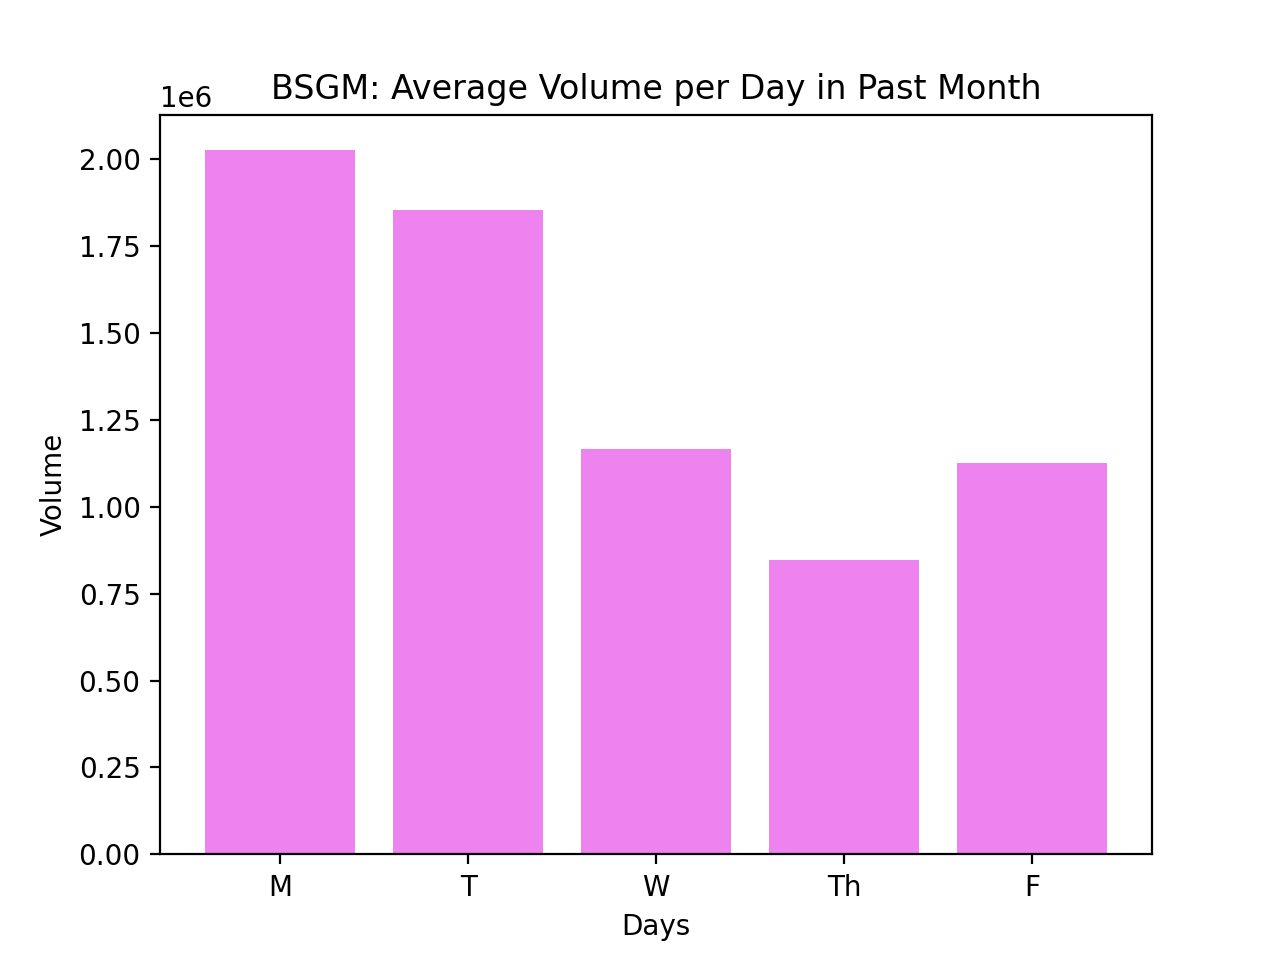 BSGM: Average Volume per Day in Past Month
1e6
2.00
1.75
1.50
1.25
1.00
0.75
0.50
0.25
0.00
Volume
M T W Th F
Days